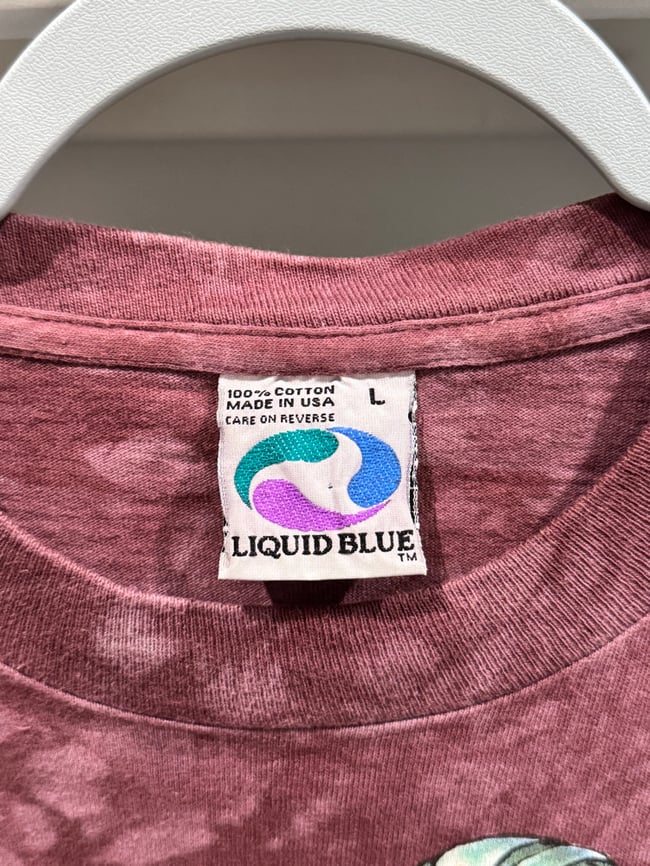 100% COTTON L
MADE IN USA
CARE ON REVERSE
LIQUID BLUE
TM